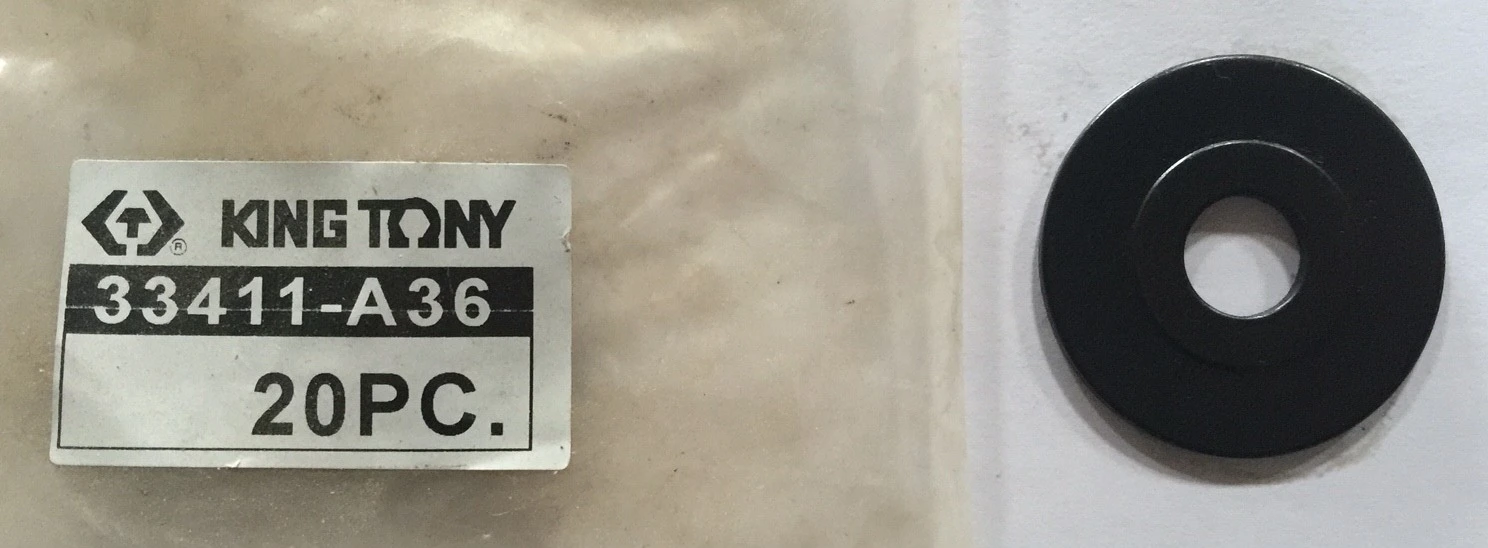 KING TONY
33411-A36
20PC.